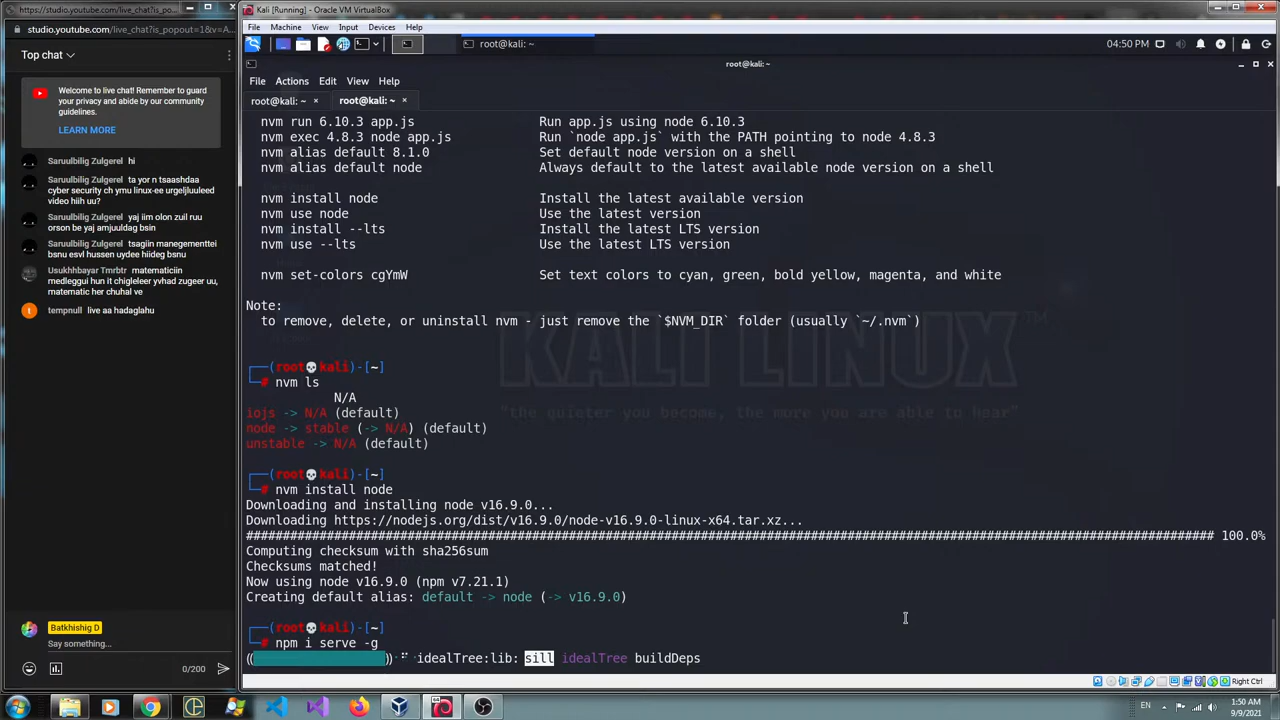 https://studio.youtube.com/live_chat?is_popout=1&v=A...
studio.youtube.com/live_chat?is_popout=1&v=A...
Top chat
Welcome to live chat! Remember to guard
your privacy and abide by our community
guidelines.
LEARN MORE
Saruulbilig Zulgerel hi
Saruulbilig Zulgerel ta yor n tsaashdaa
cyber security ch ymu linux-ee urgeljluuleed
video hiih uu?
Saruulbilig Zulgerel yaj iim olon zuil ruu
orson be yaj amjuuldag bsin
Saruulbilig Zulgerel tsagiin manegementtei
bsnu esvl hussen uydee hiideg bsnu
Usukhhbayar Tmrbtr matematiciin
medleggui hun it chigleleer yvhad zugeer uu,
matematic her chuhal ve
tempnull live aa hadaglahu
Batkhishig D
Say something...
0/200
Kali [Running] - Oracle VM VirtualBox
File Machine View Input Devices Help
root@kali: ~
04:50 PM
root@kali:~
File Actions Edit View Help
root@kali: ~ × root@kali: ~ ×
nvm run 6.10.3 app.js Run app.js using node 6.10.3
nvm exec 4.8.3 node app.js Run `node app.js` with the PATH pointing to node 4.8.3
nvm alias default 8.1.0 Set default node version on a shell
nvm alias default node Always default to the latest available node version on a shell
nvm install node Install the latest available version
nvm use node Use the latest version
nvm install --lts Install the latest LTS version
nvm use --lts Use the latest LTS version
nvm set-colors cgYmW Set text colors to cyan, green, bold yellow, magenta, and white
Note:
to remove, delete, or uninstall nvm - just remove the `$NVM_DIR` folder (usually `~/.nvm`)
KALI LINUX ™
"the quieter you become, the more you are able to hear"
┌──(root💀kali)-[~]
└─# nvm ls
N/A
iojs -> N/A (default)
node -> stable (-> N/A) (default)
unstable -> N/A (default)
┌──(root💀kali)-[~]
└─# nvm install node
Downloading and installing node v16.9.0...
Downloading https://nodejs.org/dist/v16.9.0/node-v16.9.0-linux-x64.tar.xz...
100.0%
Computing checksum with sha256sum
Checksums matched!
Now using node v16.9.0 (npm v7.21.1)
Creating default alias: default -> node (-> v16.9.0)
┌──(root💀kali)-[~]
└─# npm i serve -g
idealTree:lib: sill idealTree buildDeps
Right Ctrl
EN
1:50 AM
9/9/2021